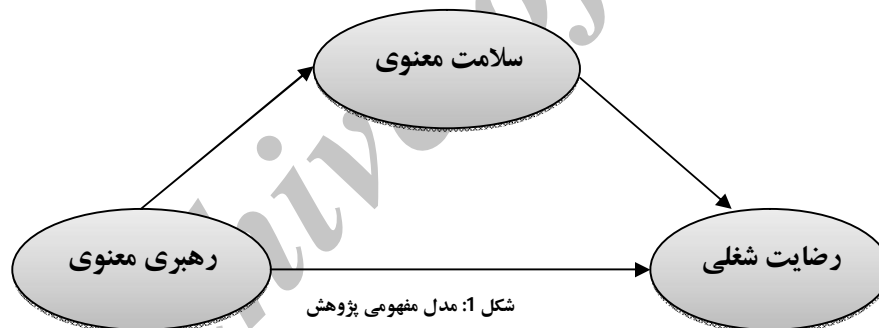 سلامت معنوی
رهبری معنوی
رضایت شغلی
شکل 1: مدل مفهومی پژوهش